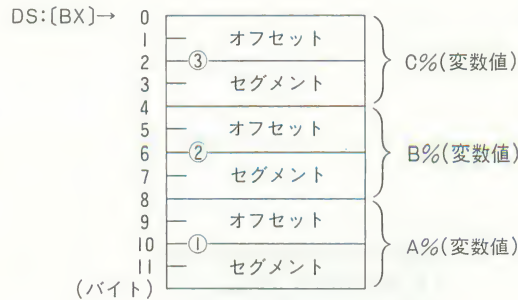 DS:[BX]→ 0
1 オフセット
2 ③ C%(変数値)
3 セグメント
4
5 オフセット
6 ② B%(変数値)
7 セグメント
8
9 オフセット
10 ① A%(変数値)
11 セグメント
(バイト)